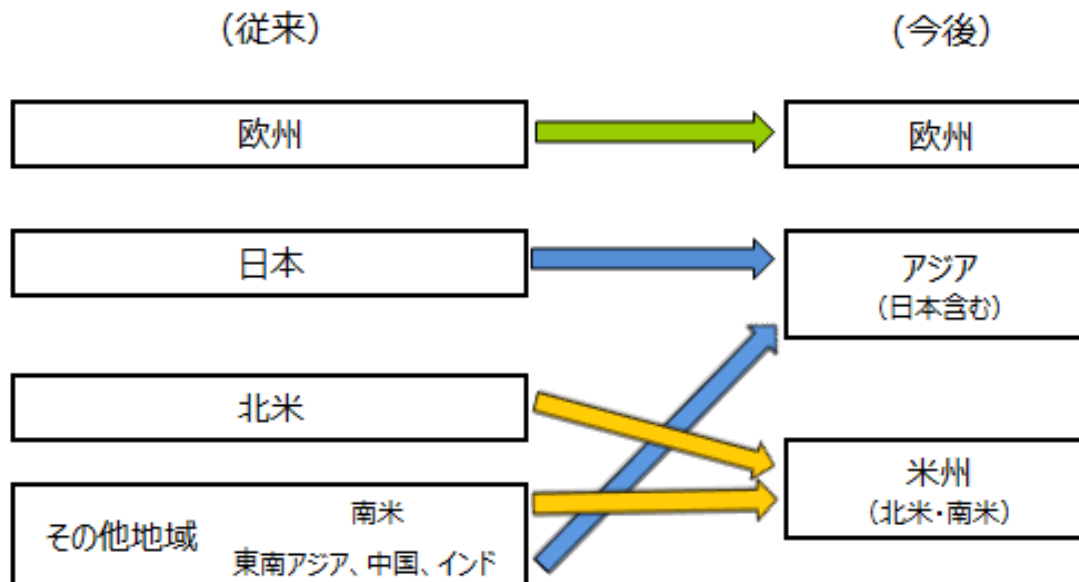 (従来)
(今後)
欧州
欧州
日本
アジア
(日本含む)
北米
米州
(北米・南米)
その他地域
南米
東南アジア、中国、インド